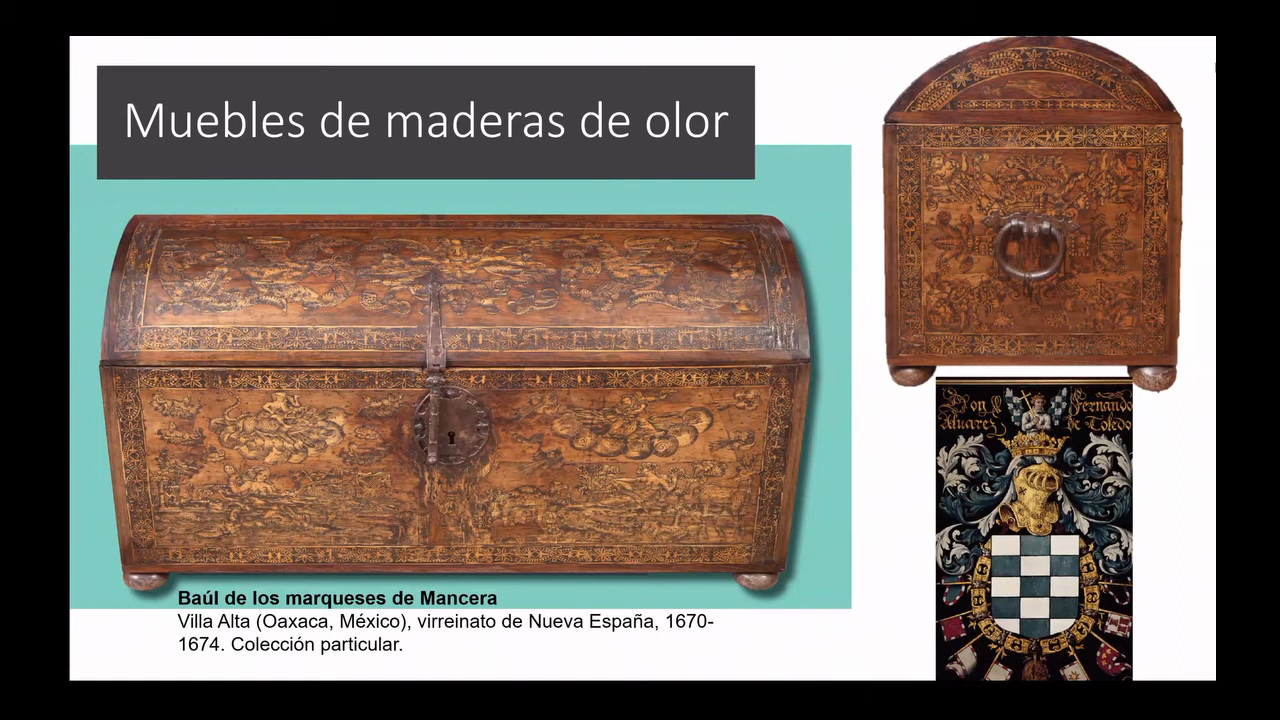 Muebles de maderas de olor
Baúl de los marqueses de Mancera
Villa Alta (Oaxaca, México), virreinato de Nueva España, 1670-
1674. Colección particular.
Don Fernando
Aluarez de Toledo